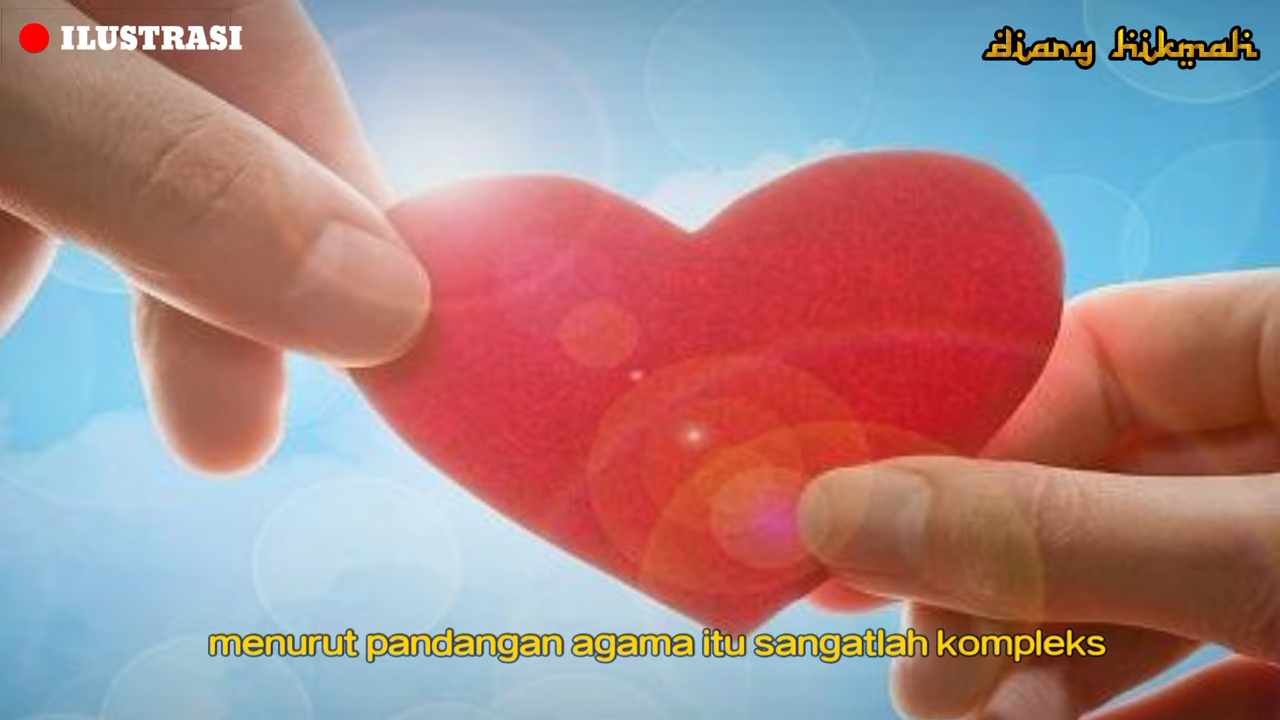 ILUSTRASI
diary hikmah
menurut pandangan agama itu sangatlah kompleks